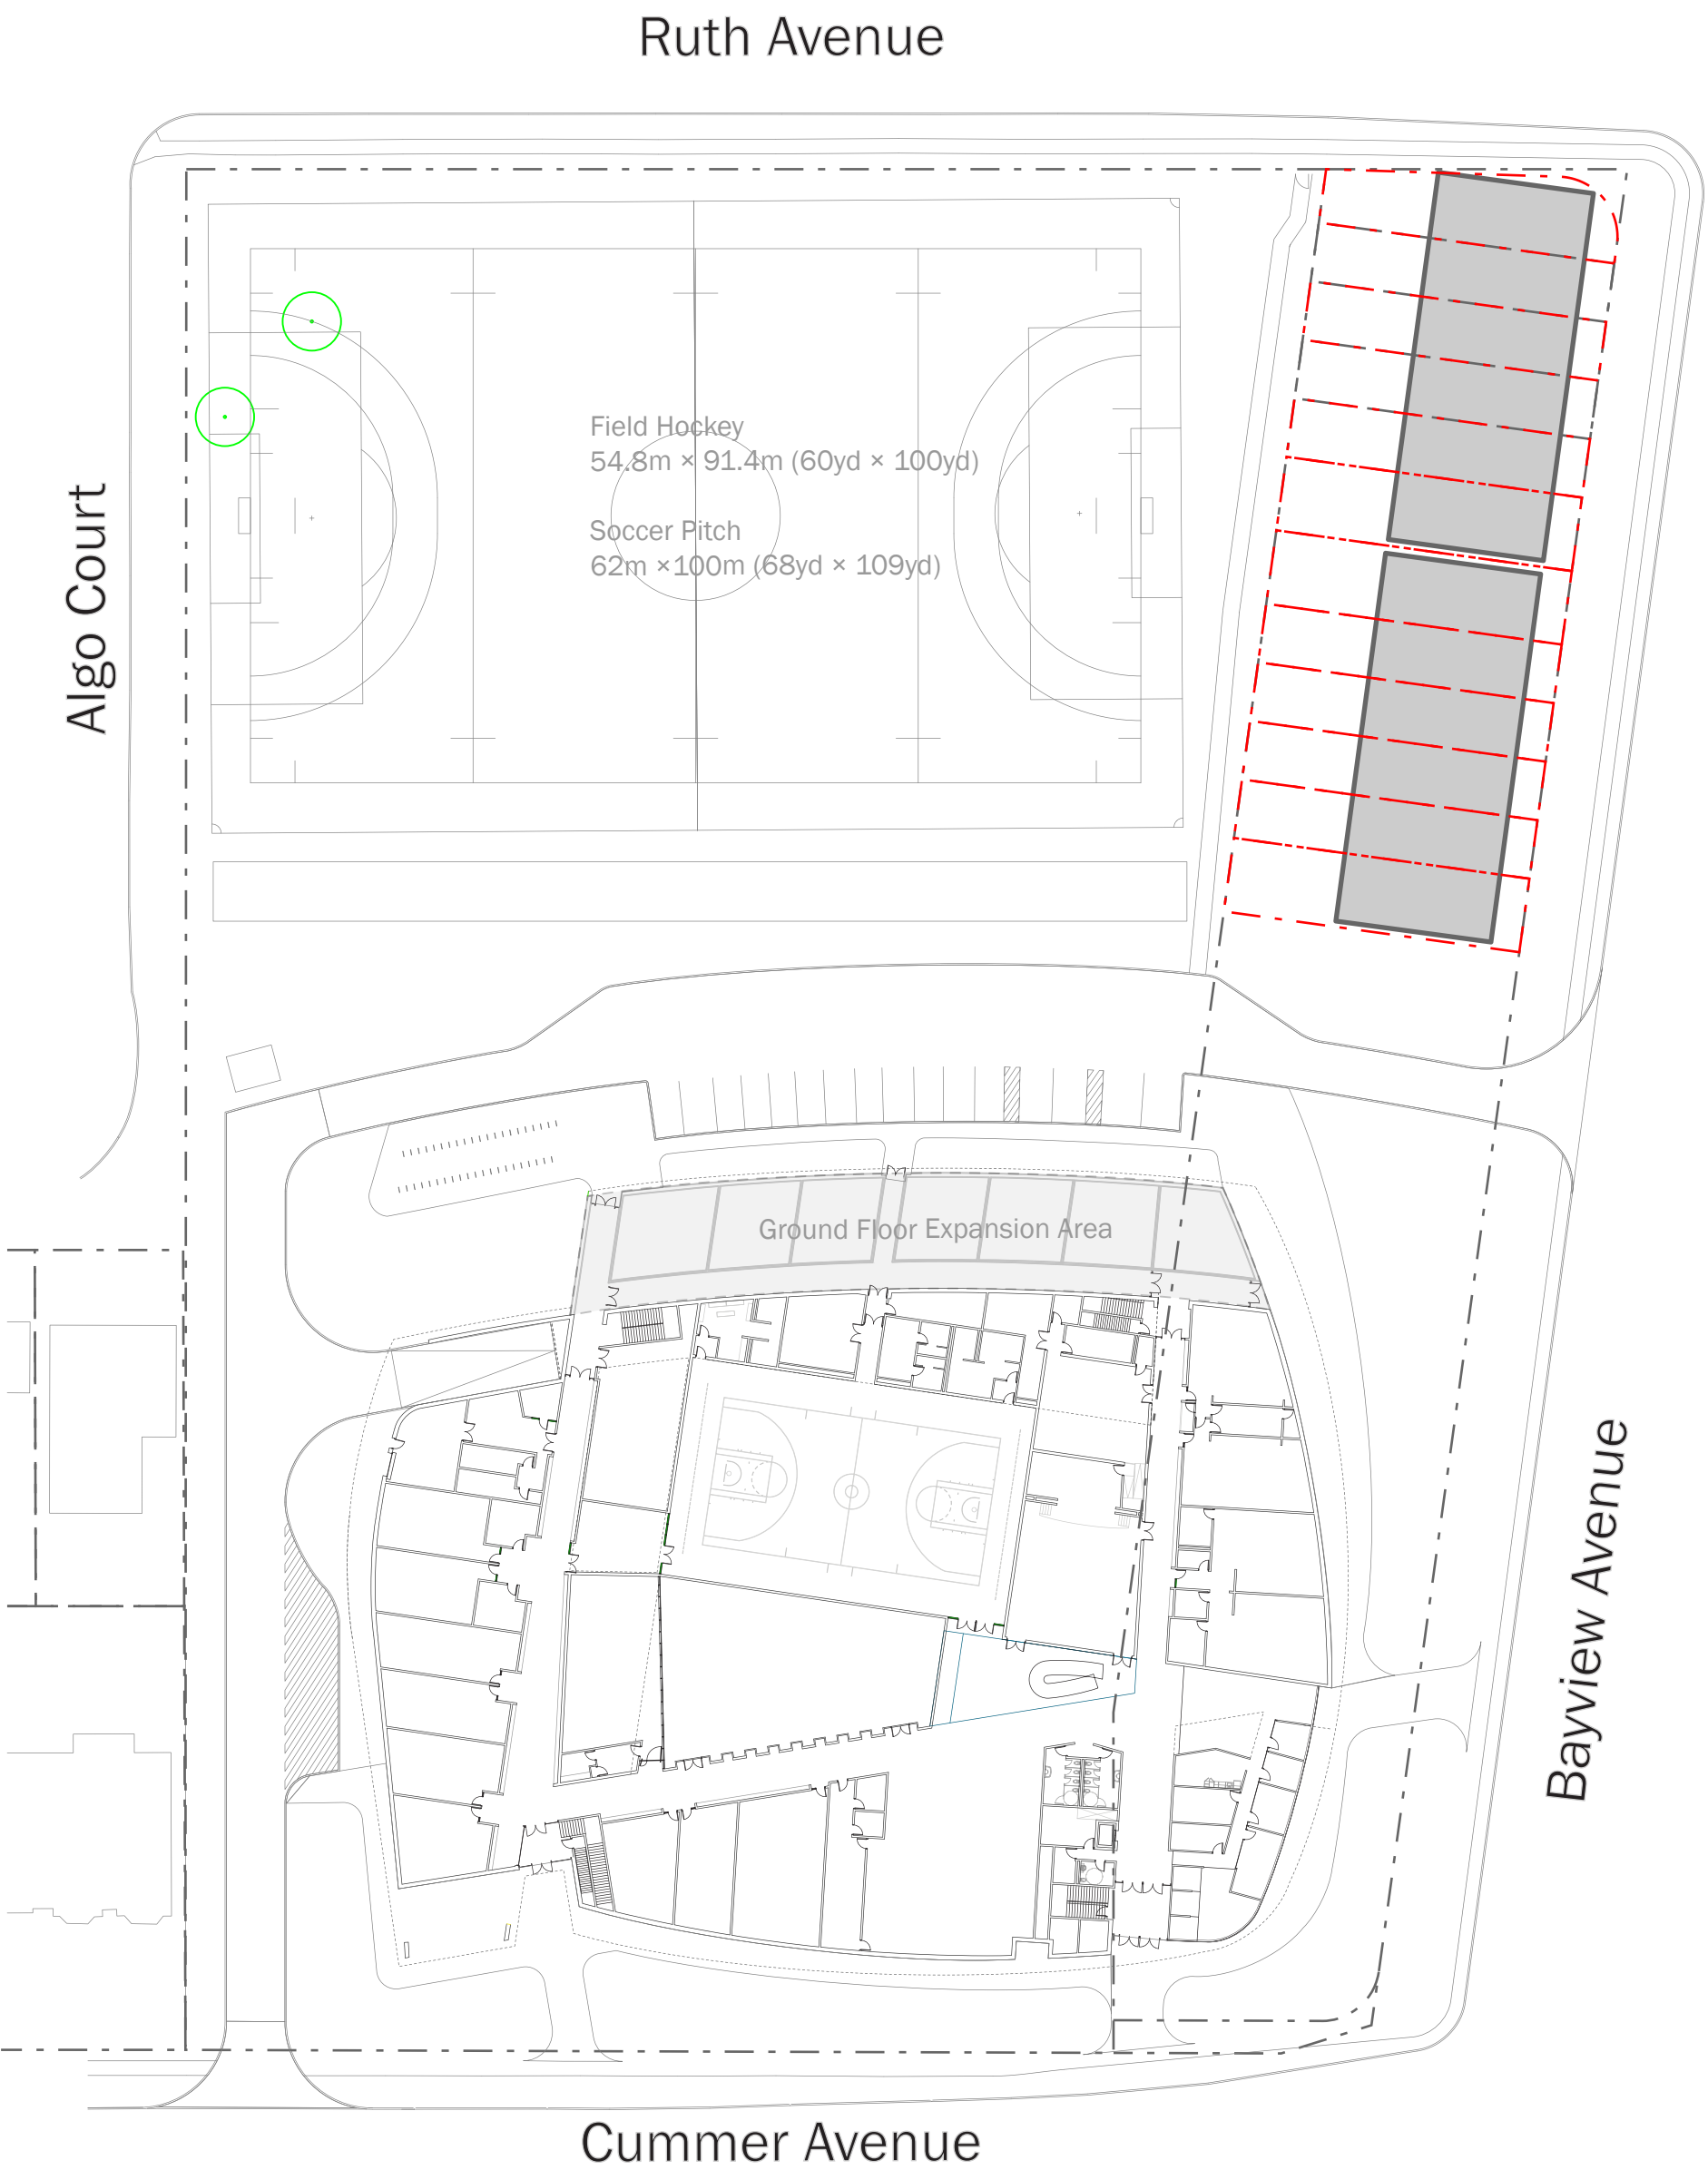 Ruth Avenue
Algo Court
Field Hockey
54.8m × 91.4m (60yd × 100yd)
Soccer Pitch
62m ×100m (68yd × 109yd)
Ground Floor Expansion Area
Bayview Avenue
Cummer Avenue